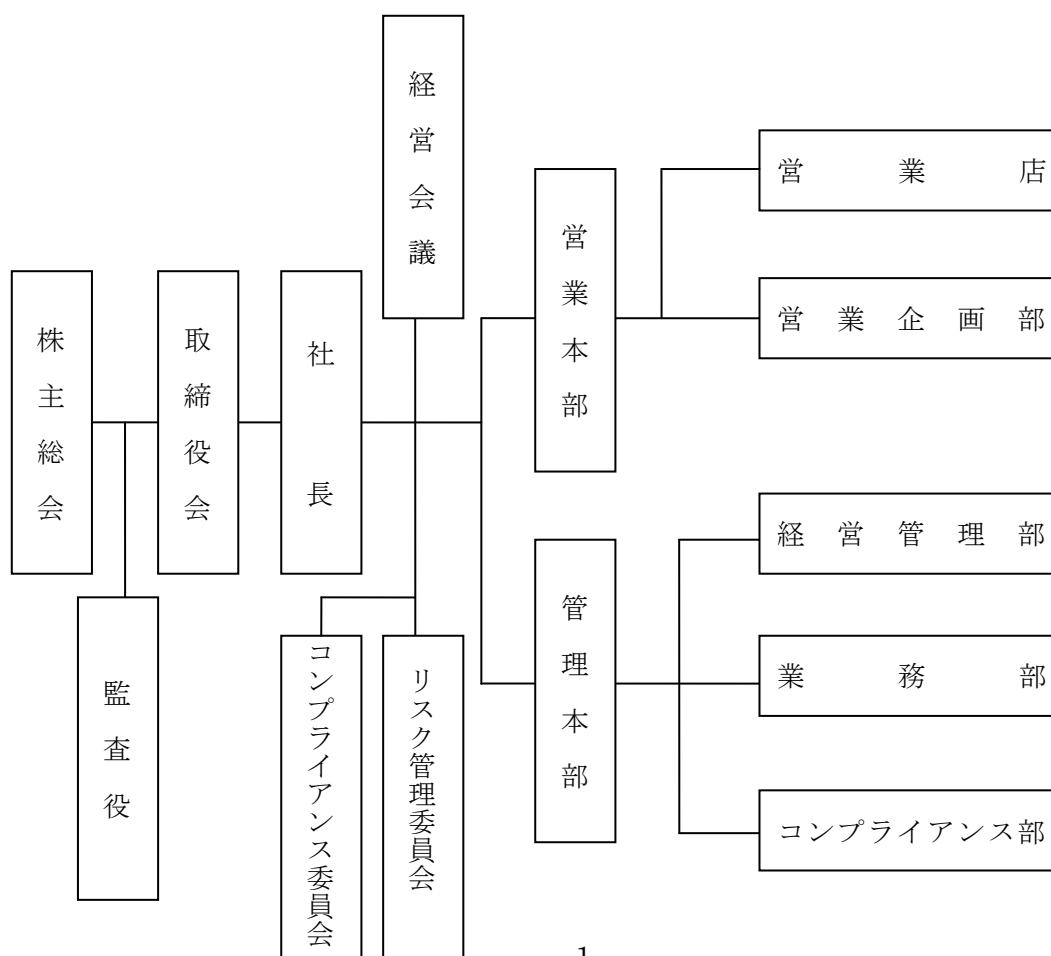 経営会議
営業店
営業本部
営業企画部
株主総会
取締役会
社長
経営管理部
管理本部
監査役
コンプライアンス委員会
リスク管理委員会
業務部
コンプライアンス部
1